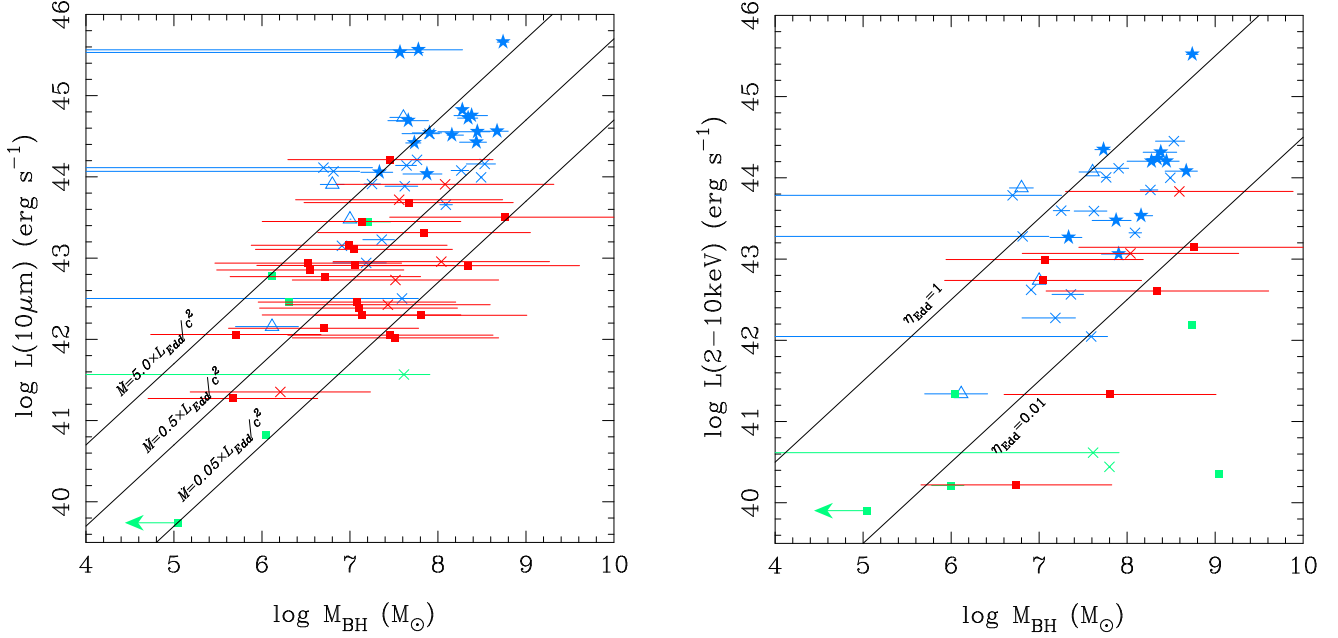 log L(10μm) (erg s⁻¹)
46
45
44
43
42
41
40
Ṁ=5.0×L_Edd/c²
Ṁ=0.5×L_Edd/c²
Ṁ=0.05×L_Edd/c²
4 5 6 7 8 9 10
log M_BH (M_⊙)
log L(2−10keV) (erg s⁻¹)
46
45
44
43
42
41
40
η_Edd=1
η_Edd=0.01
4 5 6 7 8 9 10
log M_BH (M_⊙)